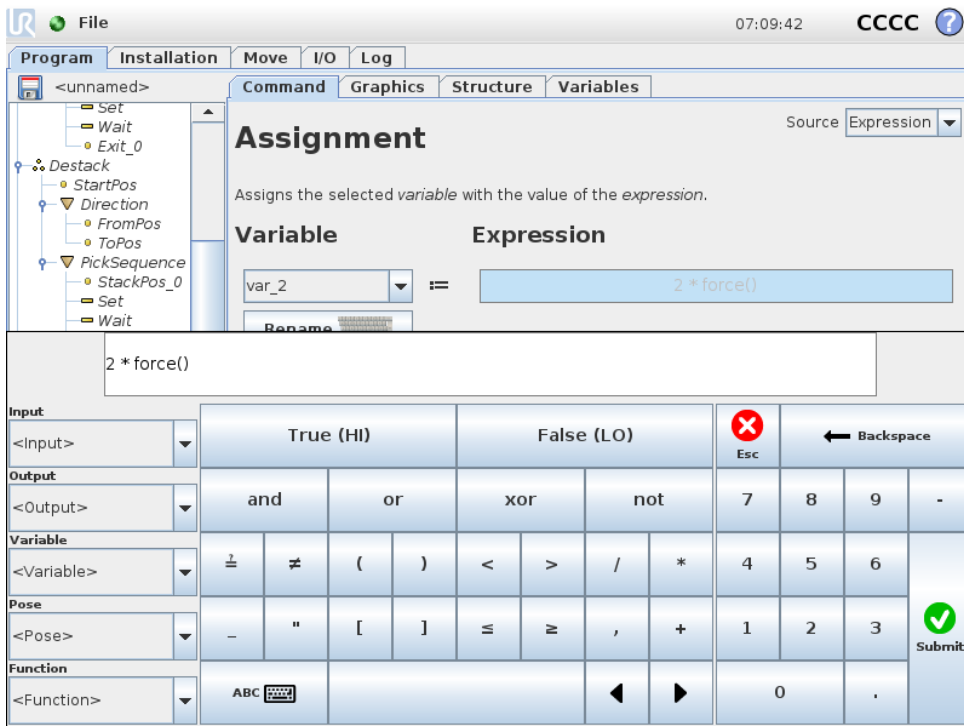 UR File 07:09:42 CCCC ?
Program Installation Move I/O Log
<unnamed> Command Graphics Structure Variables
Set
Wait
Exit_0
Destack
StartPos
Direction
FromPos
ToPos
PickSequence
StackPos_0
Set
Wait
Assignment Source Expression
Assigns the selected variable with the value of the expression.
Variable Expression
var_2 := 2 * force()
Rename
2 * force()
Input
<Input> True (HI) False (LO) Esc Backspace
Output
<Output> and or xor not 7 8 9 -
Variable
<Variable> ≟ ≠ ( ) < > / * 4 5 6
Pose
<Pose> _ " [ ] ≤ ≥ , + 1 2 3 Submit
Function
<Function> ABC 0 .